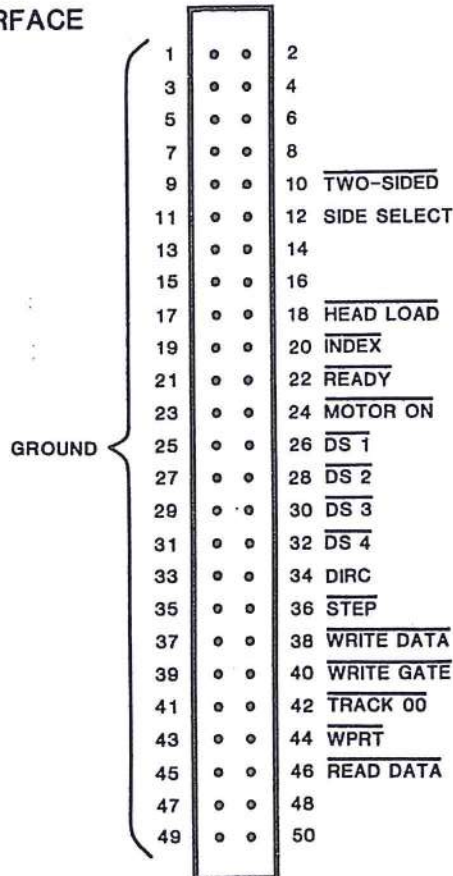 RFACE
1 2
3 4
5 6
7 8
9 10 TWO-SIDED
11 12 SIDE SELECT
13 14
15 16
17 18 HEAD LOAD
19 20 INDEX
21 22 READY
23 24 MOTOR ON
GROUND 25 26 DS 1
27 28 DS 2
29 30 DS 3
31 32 DS 4
33 34 DIRC
35 36 STEP
37 38 WRITE DATA
39 40 WRITE GATE
41 42 TRACK 00
43 44 WPRT
45 46 READ DATA
47 48
49 50